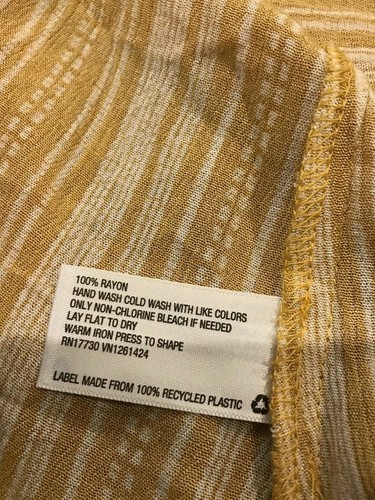 100% RAYON
HAND WASH COLD WASH WITH LIKE COLORS
ONLY NON-CHLORINE BLEACH IF NEEDED
LAY FLAT TO DRY
WARM IRON PRESS TO SHAPE
RN17730 VN1261424
LABEL MADE FROM 100% RECYCLED PLASTIC